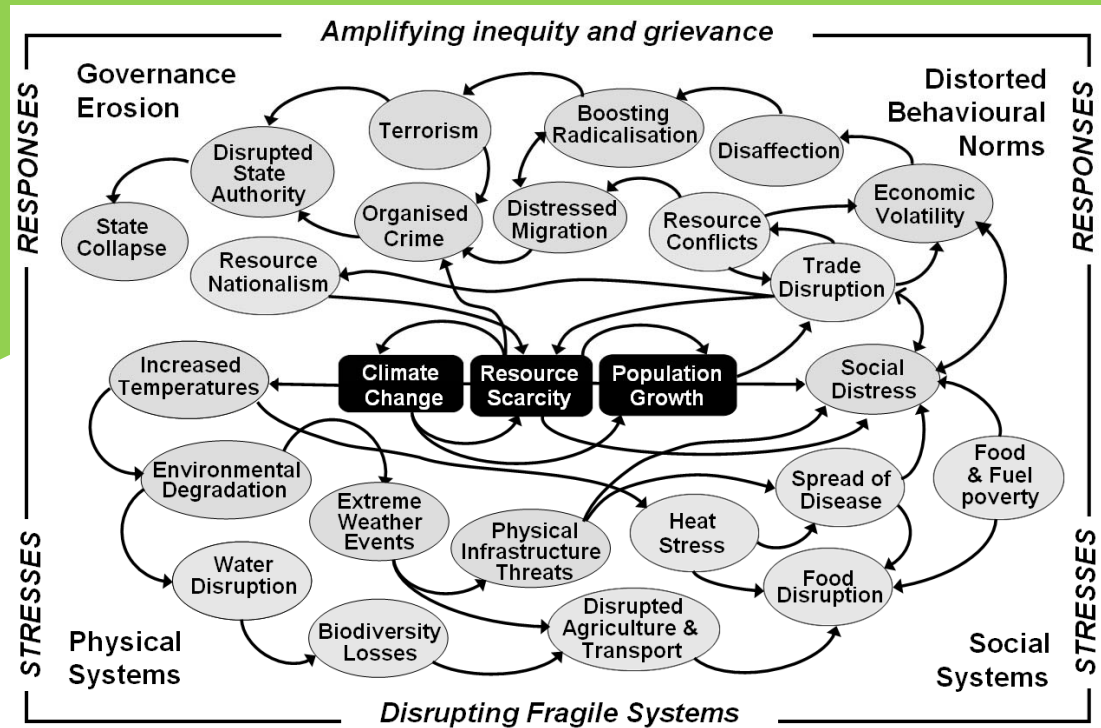 Amplifying inequity and grievance
Governance
Erosion
Distorted
Behavioural
Norms
RESPONSES
RESPONSES
Terrorism
Boosting
Radicalisation
Disaffection
Disrupted
State
Authority
Economic
Volatility
State
Collapse
Organised
Crime
Distressed
Migration
Resource
Conflicts
Resource
Nationalism
Trade
Disruption
Increased
Temperatures
Climate
Change
Resource
Scarcity
Population
Growth
Social
Distress
Environmental
Degradation
Extreme
Weather
Events
Physical
Infrastructure
Threats
Heat
Stress
Spread of
Disease
Food
& Fuel
poverty
Water
Disruption
Biodiversity
Losses
Disrupted
Agriculture &
Transport
Food
Disruption
STRESSES
STRESSES
Physical
Systems
Social
Systems
Disrupting Fragile Systems